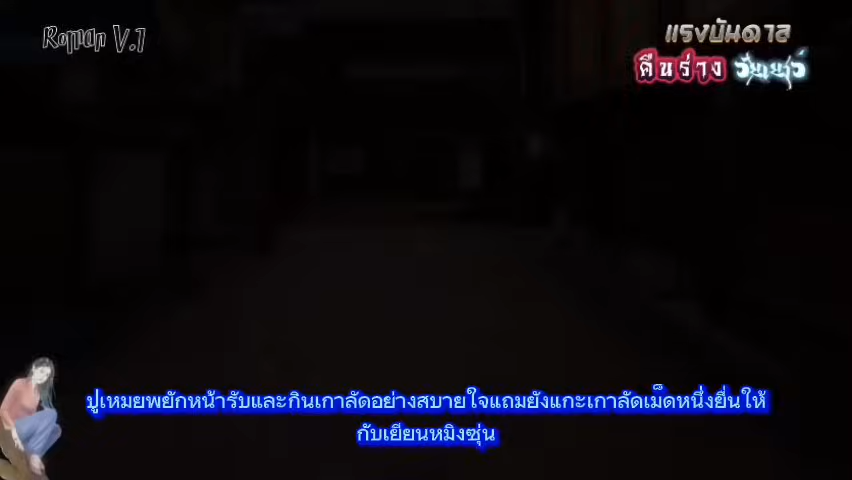 Roman V.1
แรงบันดาล
คืนร่าง
ปูเหมยพยักหน้ารับและกินเกาลัดอย่างสบายใจแถมยังแกะเกาลัดเม็ดหนึ่งยื่นให้
กับเยียนหมิงซุ่น